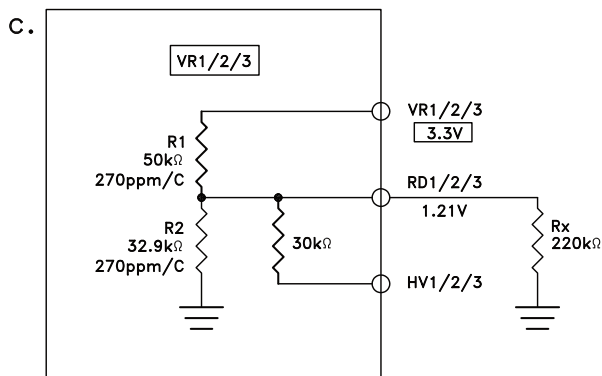 C.
VR1/2/3
VR1/2/3
3.3V
R1
50kΩ
270ppm/C
RD1/2/3
1.21V
R2
32.9kΩ
270ppm/C
30kΩ
Rx
220kΩ
HV1/2/3